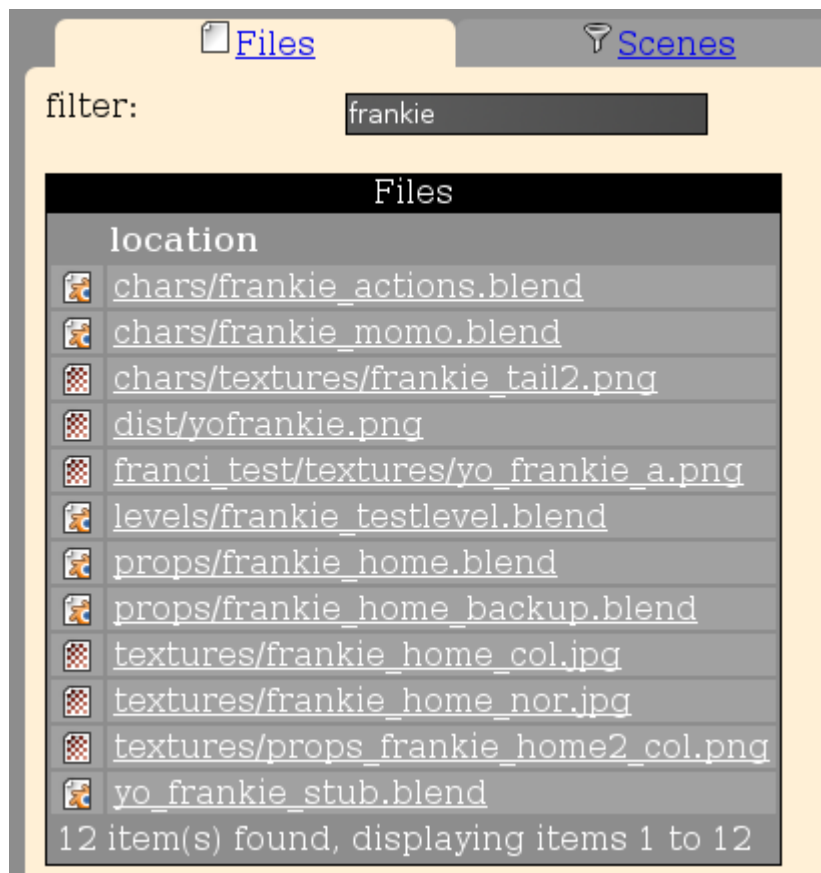 Files
Scenes
filter:
frankie
Files
location
chars/frankie_actions.blend
chars/frankie_momo.blend
chars/textures/frankie_tail2.png
dist/yofrankie.png
franci_test/textures/yo_frankie_a.png
levels/frankie_testlevel.blend
props/frankie_home.blend
props/frankie_home_backup.blend
textures/frankie_home_col.jpg
textures/frankie_home_nor.jpg
textures/props_frankie_home2_col.png
yo_frankie_stub.blend
12 item(s) found, displaying items 1 to 12